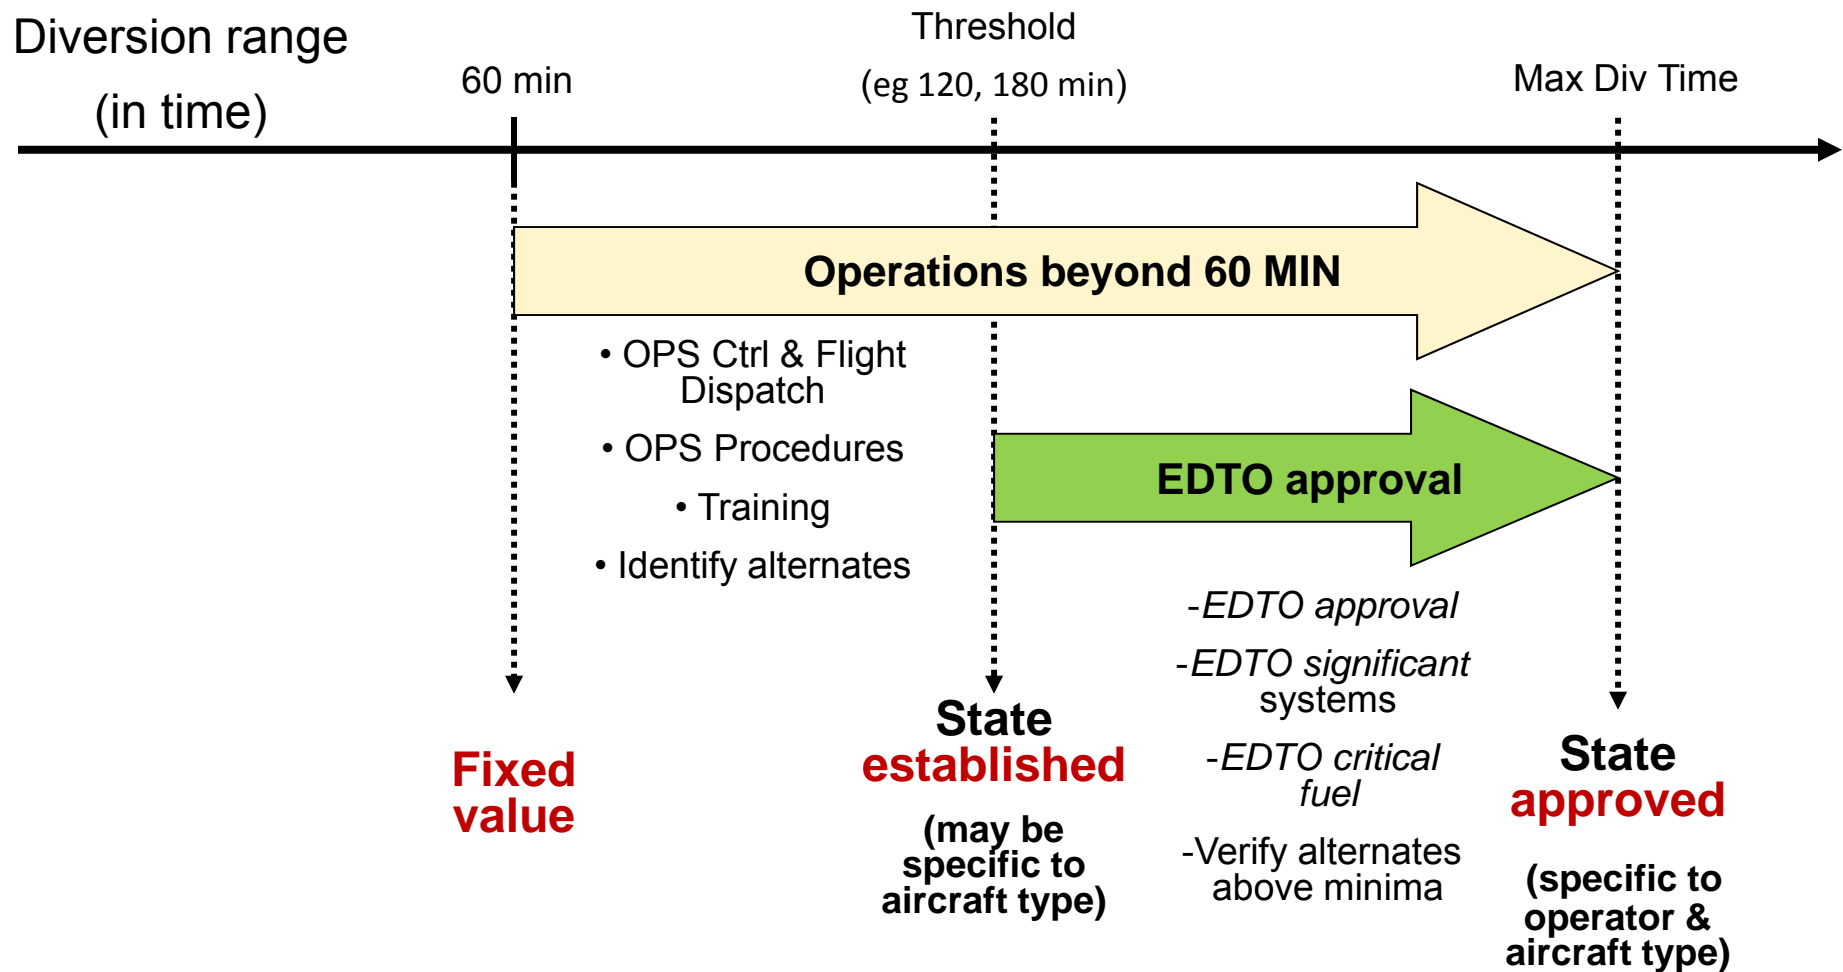 Diversion range
(in time)
60 min
Threshold
(eg 120, 180 min)
Max Div Time
Operations beyond 60 MIN
• OPS Ctrl & Flight
Dispatch
• OPS Procedures
• Training
• Identify alternates
EDTO approval
-EDTO approval
-EDTO significant
systems
-EDTO critical
fuel
-Verify alternates
above minima
Fixed
value
State
established
(may be
specific to
aircraft type)
State
approved
(specific to
operator &
aircraft type)